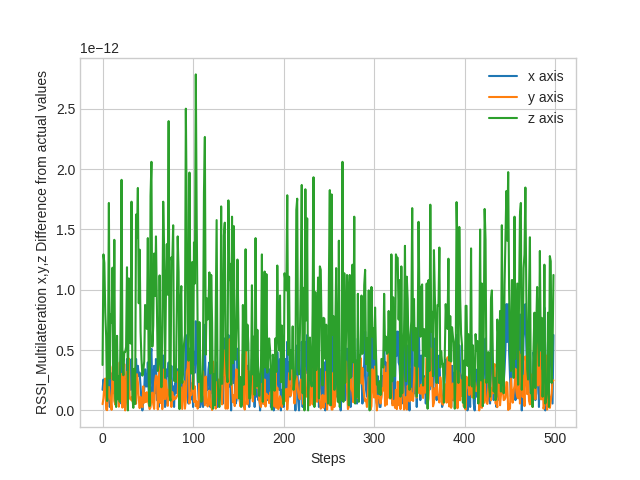 1e−12
RSSI_Multilateration x,y,z Difference from actual values
2.5
2.0
1.5
1.0
0.5
0.0
x axis
y axis
z axis
0 100 200 300 400 500
Steps